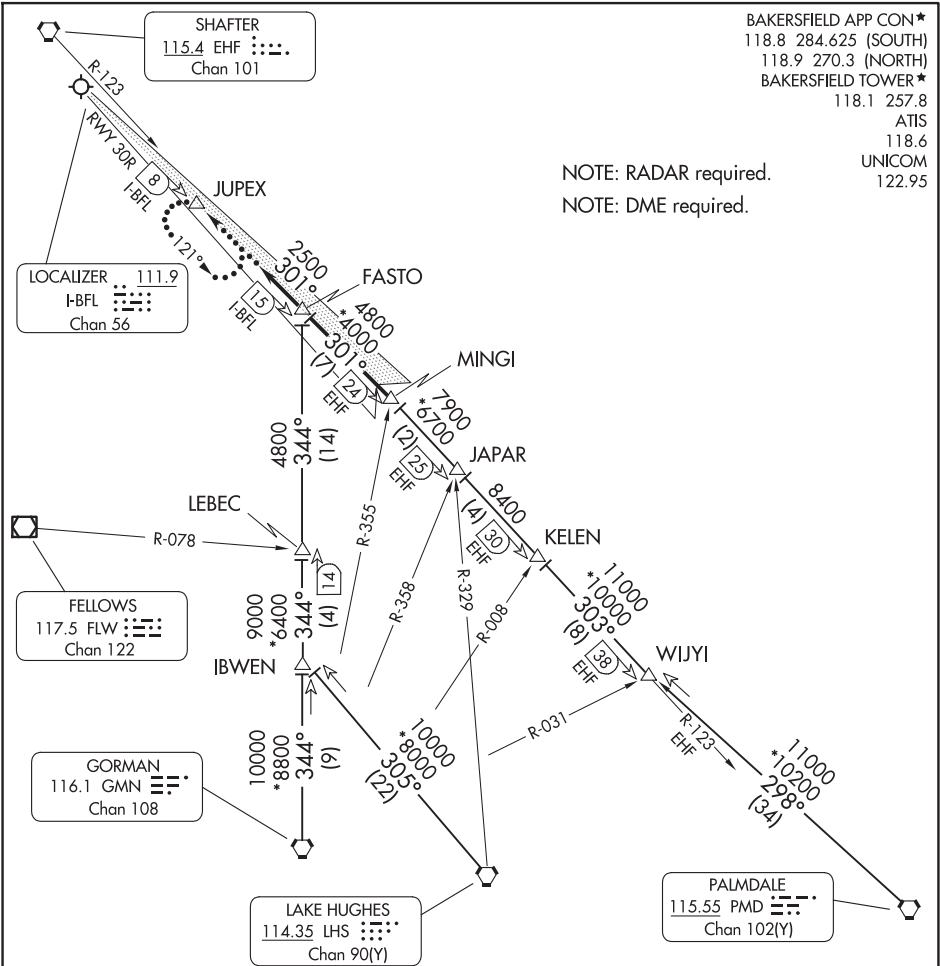 SHAFTER
115.4 EHF
Chan 101
BAKERSFIELD APP CON★
118.8 284.625 (SOUTH)
118.9 270.3 (NORTH)
BAKERSFIELD TOWER★
118.1 257.8
ATIS
118.6
UNICOM
122.95
NOTE: RADAR required.
NOTE: DME required.
R-123
RWY 30R
8
I-BFL
JUPEX
121°
LOCALIZER 111.9
I-BFL
Chan 56
15
I-BFL
2500
301°
FASTO
4800
*4000
301°
(7)
24
EHF
MINGI
7900
*6700
(2)
25
EHF
JAPAR
8400
(4)
30
EHF
KELEN
11000
*10000
303°
(8)
38
EHF
WIJYI
R-123
EHF
11000
*10200
298°
(34)
4800
344°
(14)
LEBEC
R-078
14
FELLOWS
117.5 FLW
Chan 122
9000
*6400
344°
(4)
IBWEN
R-355
R-358
R-329
R-008
R-031
10000
*8800
344°
(9)
10000
*8000
305°
(22)
GORMAN
116.1 GMN
Chan 108
LAKE HUGHES
114.35 LHS
Chan 90(Y)
PALMDALE
115.55 PMD
Chan 102(Y)